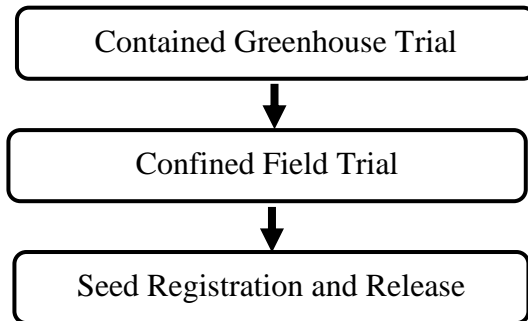 Contained Greenhouse Trial
Confined Field Trial
Seed Registration and Release